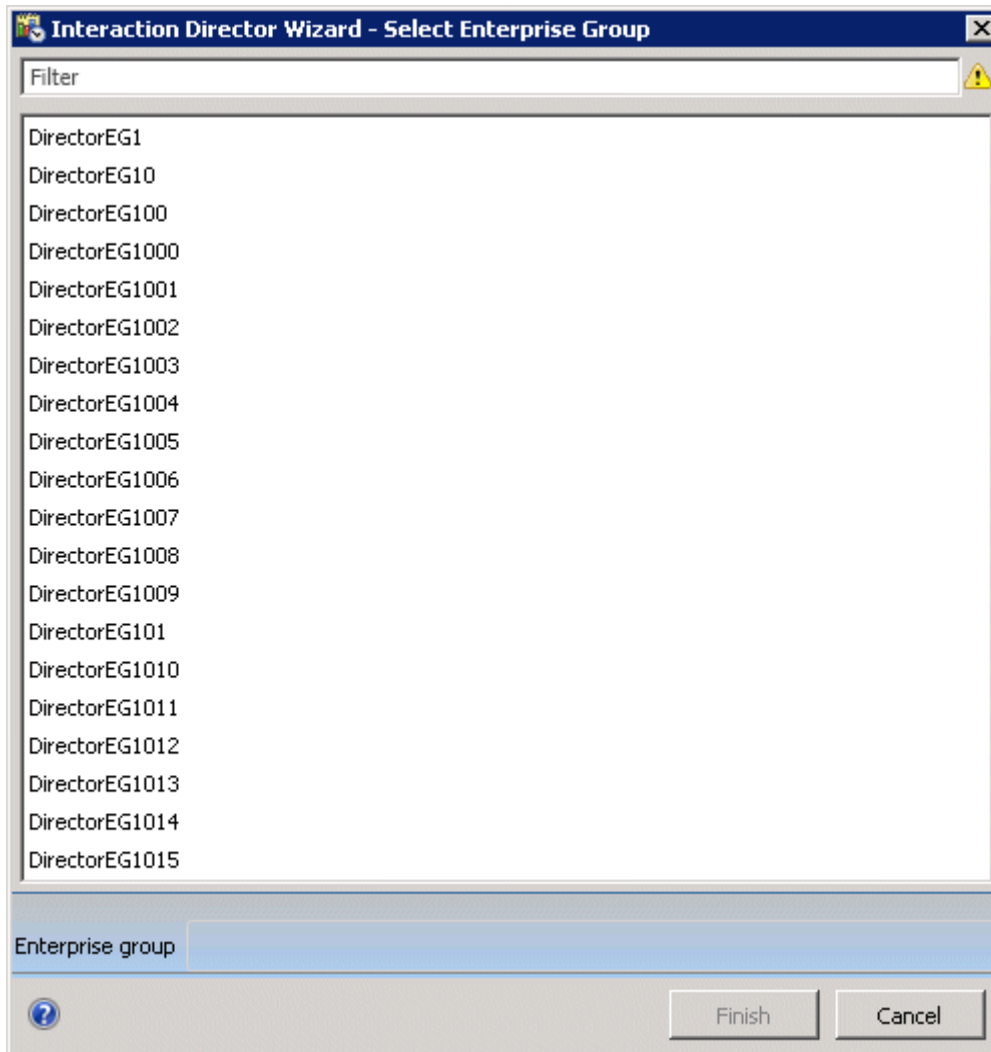 Interaction Director Wizard - Select Enterprise Group
Filter
DirectorEG1
DirectorEG10
DirectorEG100
DirectorEG1000
DirectorEG1001
DirectorEG1002
DirectorEG1003
DirectorEG1004
DirectorEG1005
DirectorEG1006
DirectorEG1007
DirectorEG1008
DirectorEG1009
DirectorEG101
DirectorEG1010
DirectorEG1011
DirectorEG1012
DirectorEG1013
DirectorEG1014
DirectorEG1015
Enterprise group
Finish Cancel